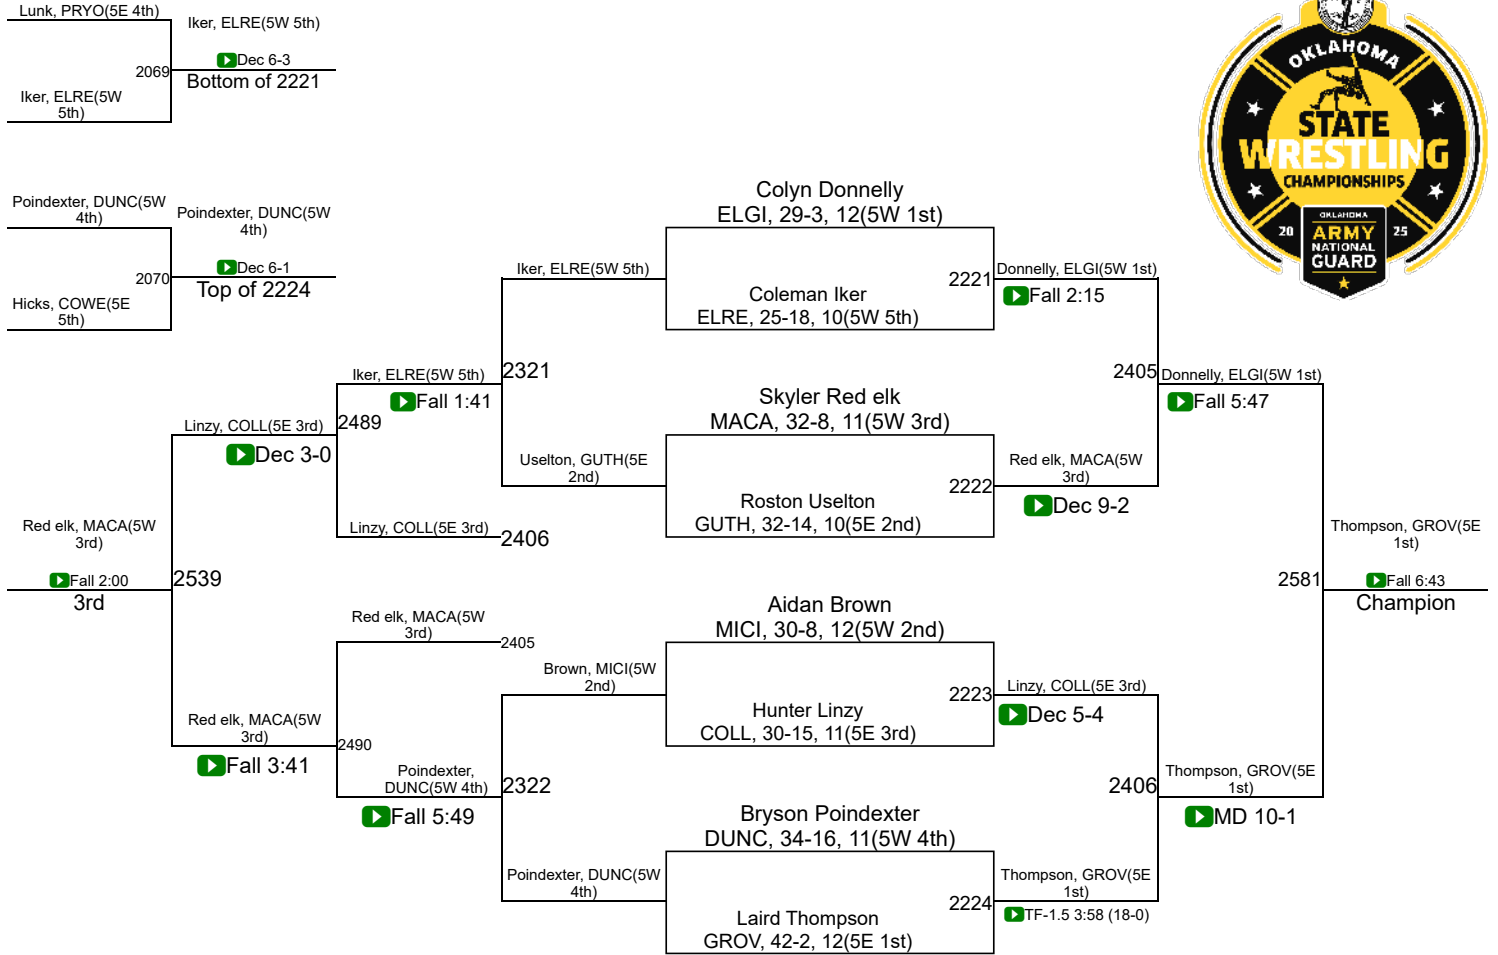 Lunk, PRYO(5E 4th)
Iker, ELRE(5W 5th)
Dec 6-3
2069
Bottom of 2221
Iker, ELRE(5W
5th)
OKLAHOMA
STATE
WRESTLING
CHAMPIONSHIPS
20
25
OKLAHOMA
ARMY
NATIONAL
GUARD
Poindexter, DUNC(5W
4th)
Poindexter, DUNC(5W
4th)
Dec 6-1
2070
Top of 2224
Hicks, COWE(5E
5th)
Colyn Donnelly
ELGI, 29-3, 12(5W 1st)
Iker, ELRE(5W 5th)
2221
Donnelly, ELGI(5W 1st)
Fall 2:15
Coleman Iker
ELRE, 25-18, 10(5W 5th)
Iker, ELRE(5W 5th)
2321
Fall 1:41
2405
Donnelly, ELGI(5W 1st)
Fall 5:47
Skyler Red elk
MACA, 32-8, 11(5W 3rd)
Linzy, COLL(5E 3rd)
2489
Dec 3-0
Uselton, GUTH(5E
2nd)
2222
Red elk, MACA(5W
3rd)
Dec 9-2
Roston Uselton
GUTH, 32-14, 10(5E 2nd)
Linzy, COLL(5E 3rd)
2406
Red elk, MACA(5W
3rd)
Fall 2:00
2539
3rd
Thompson, GROV(5E
1st)
2581
Fall 6:43
Champion
Aidan Brown
MICI, 30-8, 12(5W 2nd)
Red elk, MACA(5W
3rd)
2405
Brown, MICI(5W
2nd)
2223
Linzy, COLL(5E 3rd)
Dec 5-4
Hunter Linzy
COLL, 30-15, 11(5E 3rd)
Red elk, MACA(5W
3rd)
2490
Fall 3:41
Poindexter,
DUNC(5W 4th)
2322
Fall 5:49
2406
Thompson, GROV(5E
1st)
MD 10-1
Bryson Poindexter
DUNC, 34-16, 11(5W 4th)
Poindexter, DUNC(5W
4th)
2224
Thompson, GROV(5E
1st)
TF-1.5 3:58 (18-0)
Laird Thompson
GROV, 42-2, 12(5E 1st)